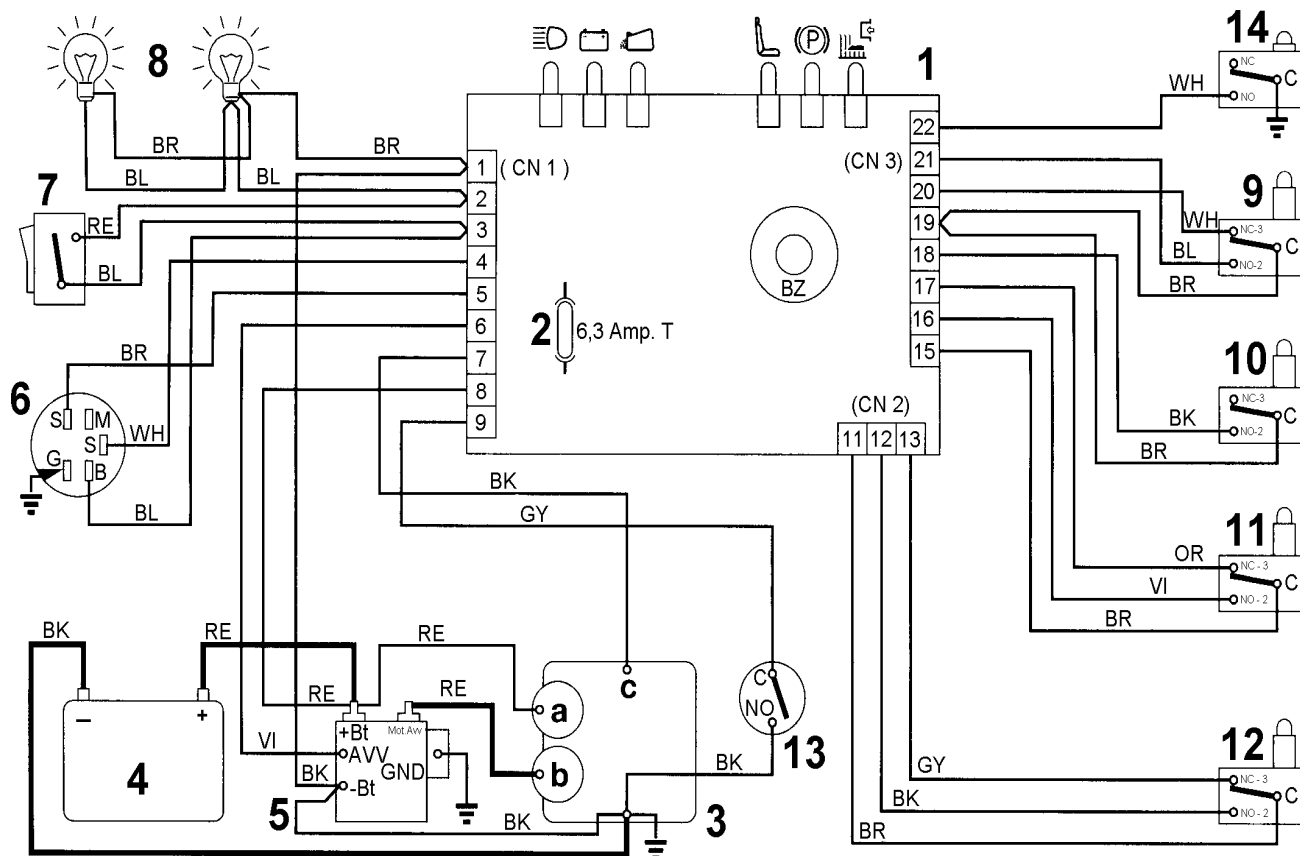 8
1
14
NC
C
WH
NO
BR
BR
BL
BL
1
( CN 1 )
(CN 3)
22
21
20
19
18
17
16
15
2
3
4
5
6
7
8
9
P
BZ
2
6,3 Amp. T
(CN 2)
11
12
13
7
RE
BL
BR
6
S
M
S
WH
G
B
BL
9
WH
NC-3
C
BL
NO-2
BR
10
NC-3
C
BK
NO-2
BR
11
OR
NC - 3
C
VI
NO - 2
BR
12
GY
NC - 3
C
BK
NO - 2
BR
BK
GY
BK
RE
–
+
4
RE
RE
RE
+Bt
Mot.Avv
VI
AVV
GND
BK
-Bt
5
BK
a
b
c
3
C
NO
13
BK